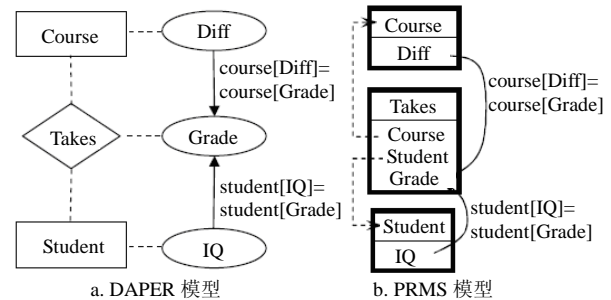 Course
Diff
course[Diff]=
course[Grade]
Takes
Grade
student[IQ]=
student[Grade]
Student
IQ
a. DAPER 模型
Course
Diff
course[Diff]=
course[Grade]
Takes
Course
Student
Grade
student[IQ]=
student[Grade]
Student
IQ
b. PRMS 模型